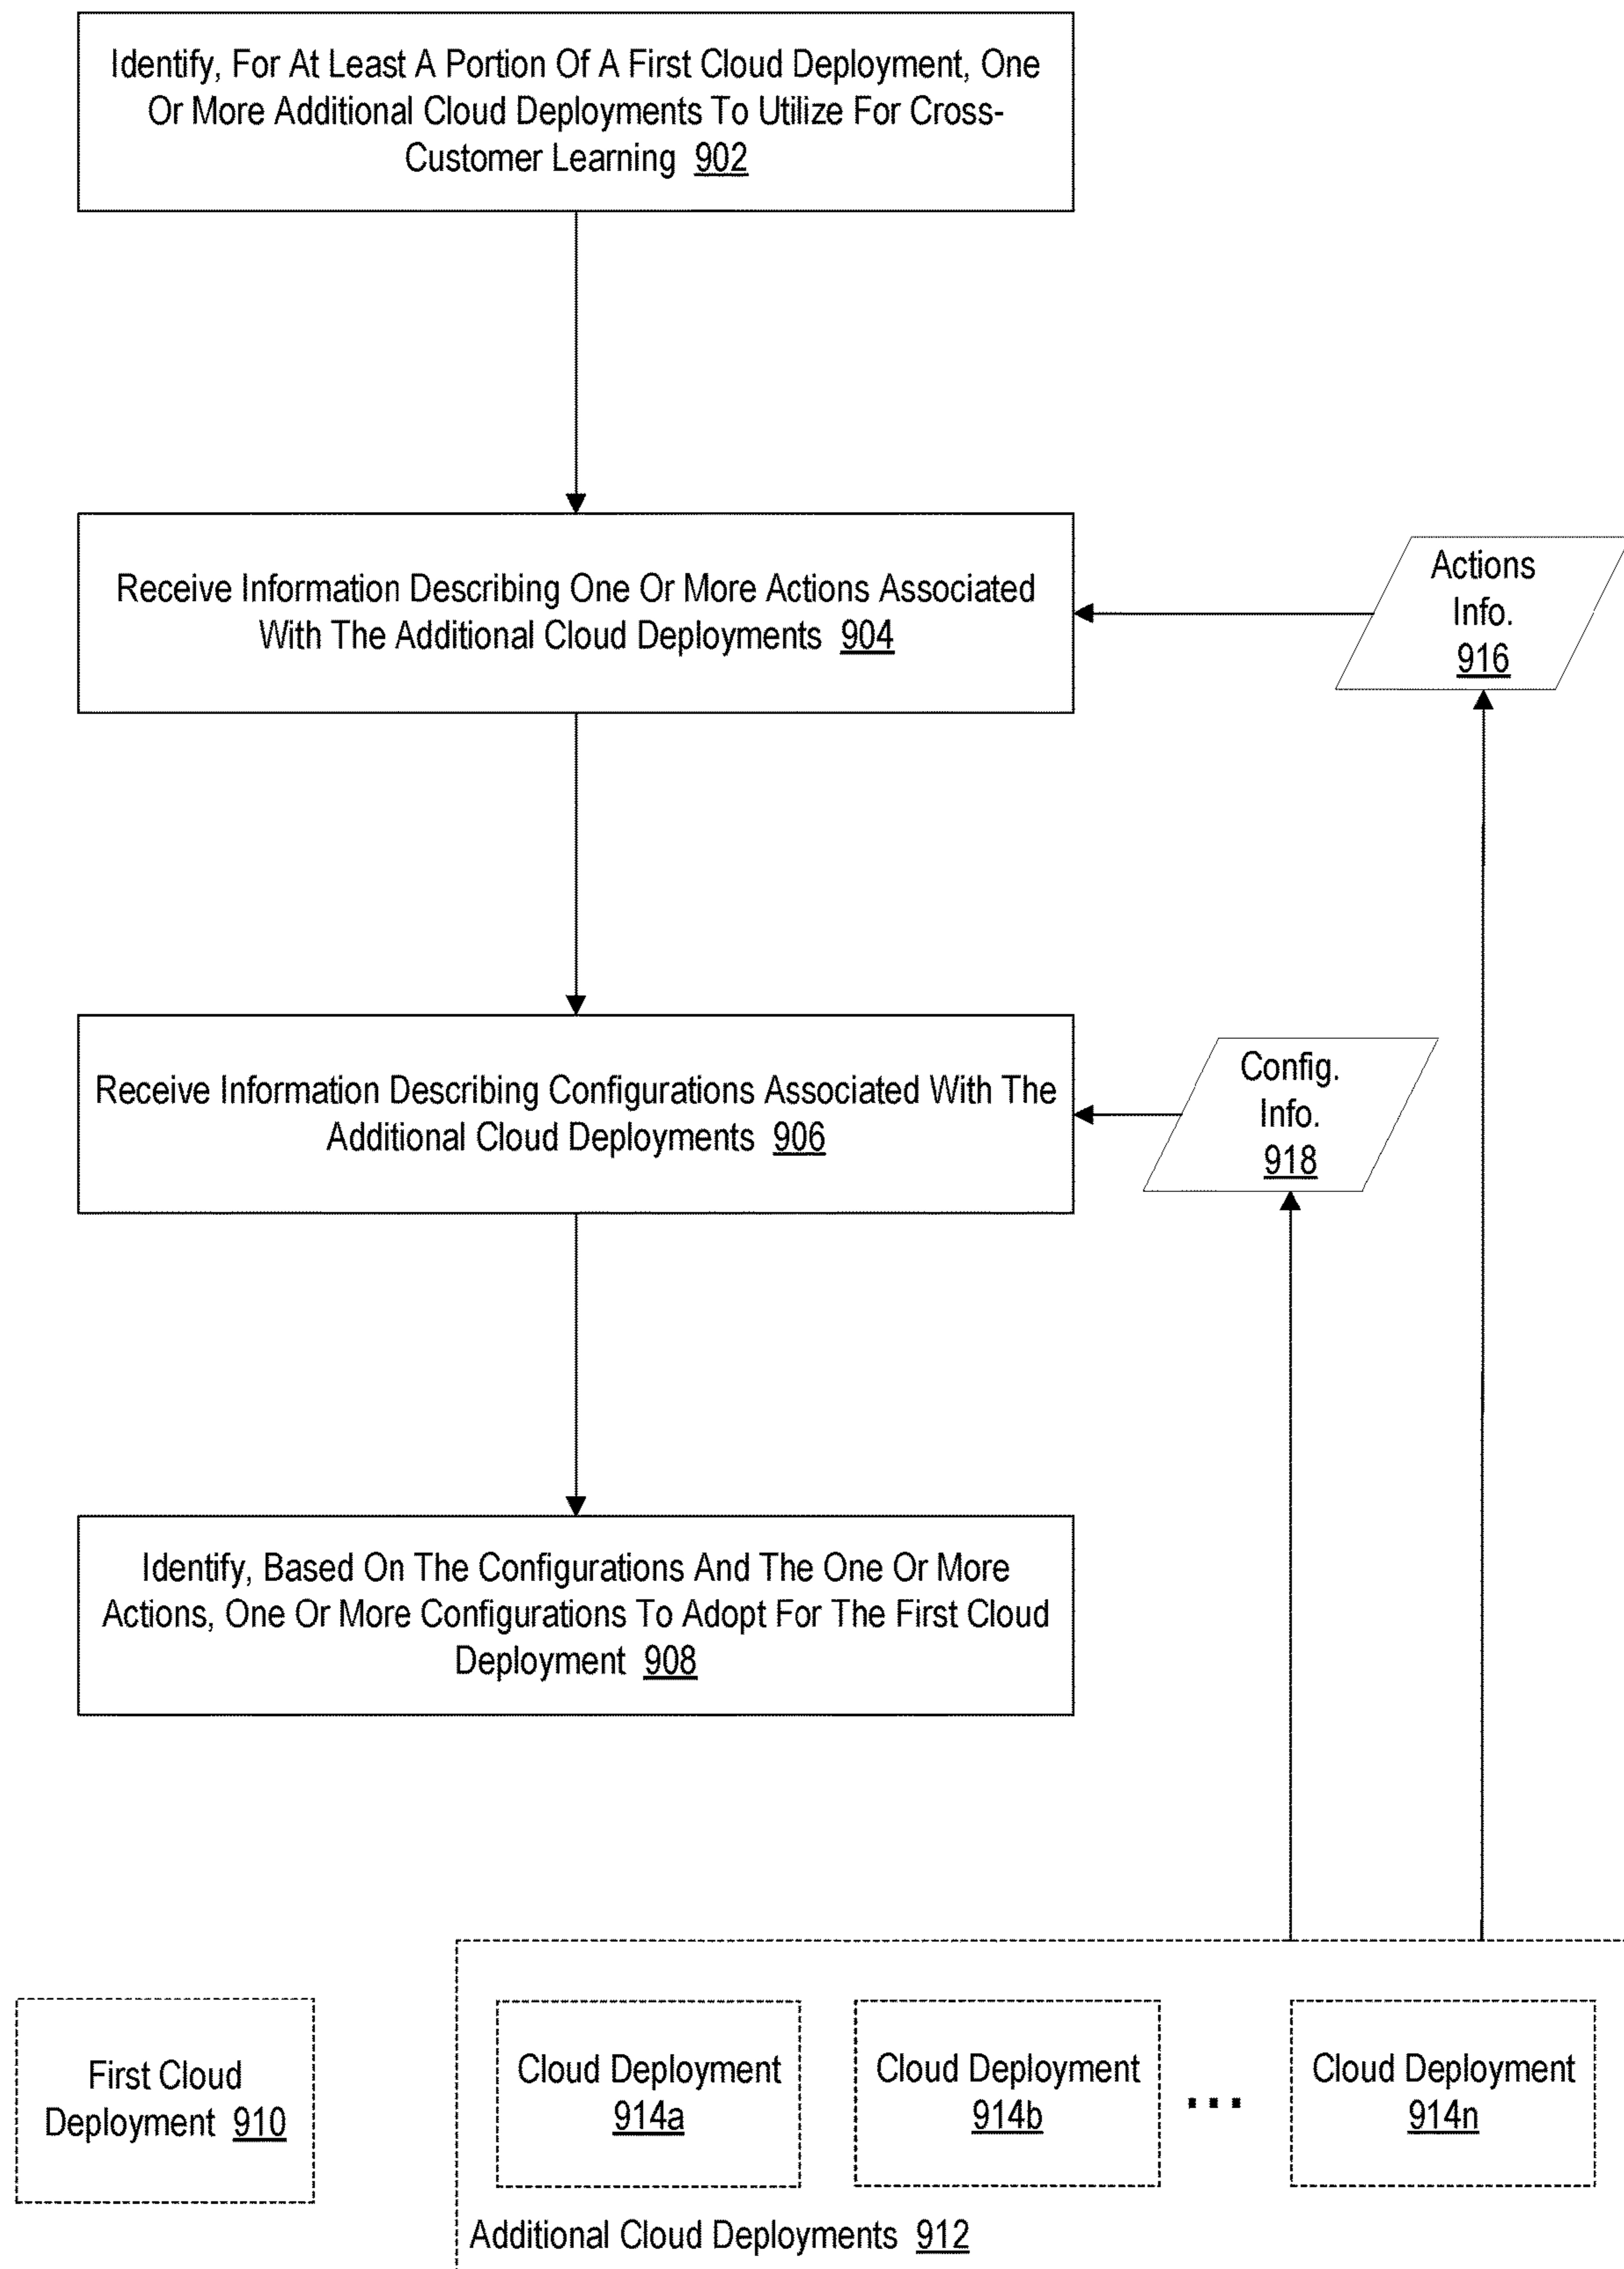 Identify, For At Least A Portion Of A First Cloud Deployment, One
Or More Additional Cloud Deployments To Utilize For Cross-
Customer Learning 902
Receive Information Describing One Or More Actions Associated
With The Additional Cloud Deployments 904
Actions
Info.
916
Receive Information Describing Configurations Associated With The
Additional Cloud Deployments 906
Config.
Info.
918
Identify, Based On The Configurations And The One Or More
Actions, One Or More Configurations To Adopt For The First Cloud
Deployment 908
First Cloud
Deployment 910
Cloud Deployment
914a
Cloud Deployment
914b
...
Cloud Deployment
914n
Additional Cloud Deployments 912